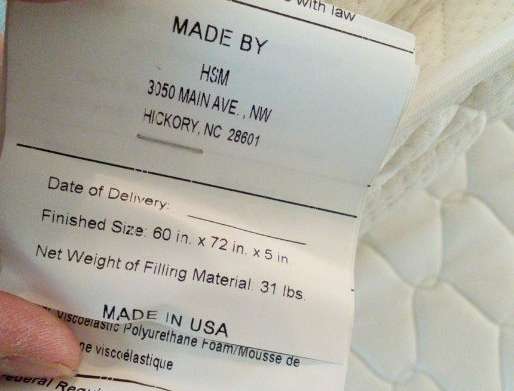 with law
MADE BY
HSM
3050 MAIN AVE. , NW
HICKORY, NC 28601
Date of Delivery:
Finished Size: 60 in. x 72 in. x 5 in.
Net Weight of Filling Material: 31 lbs.
MADE IN USA
Viscoelastic Polyurethane Foam/Mousse de
viscoélastique
Federal